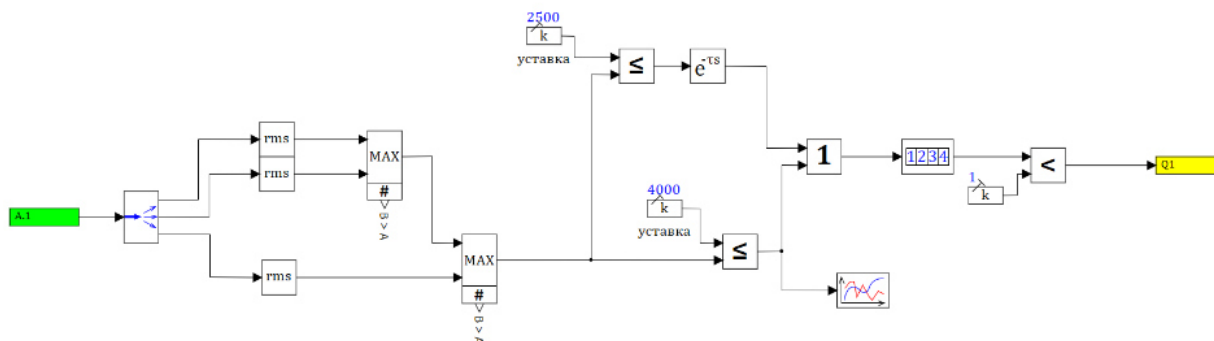 2500
k
уставка
≤
e-τs
rms
rms
MAX
#
>B>A
1
1234
1
k
<
Q1
4000
k
уставка
≤
A.1
MAX
#
>B>A
rms